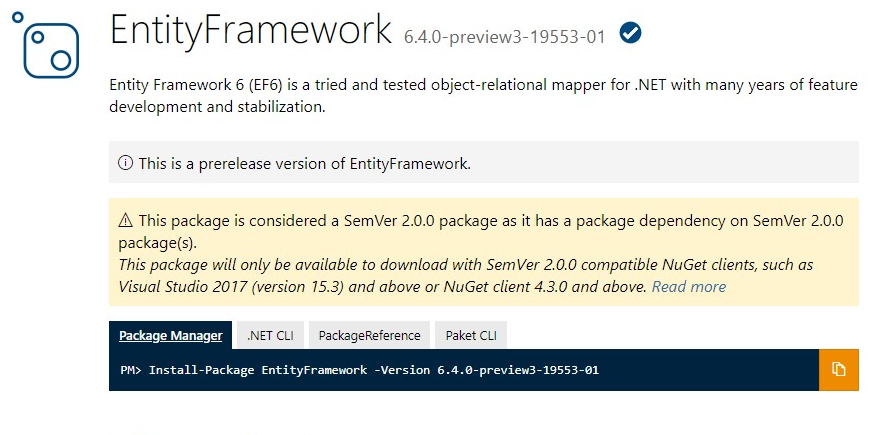 EntityFramework 6.4.0-preview3-19553-01
Entity Framework 6 (EF6) is a tried and tested object-relational mapper for .NET with many years of feature
development and stabilization.
This is a prerelease version of EntityFramework.
This package is considered a SemVer 2.0.0 package as it has a package dependency on SemVer 2.0.0
package(s).
This package will only be available to download with SemVer 2.0.0 compatible NuGet clients, such as
Visual Studio 2017 (version 15.3) and above or NuGet client 4.3.0 and above. Read more
Package Manager .NET CLI PackageReference Paket CLI
PM> Install-Package EntityFramework -Version 6.4.0-preview3-19553-01